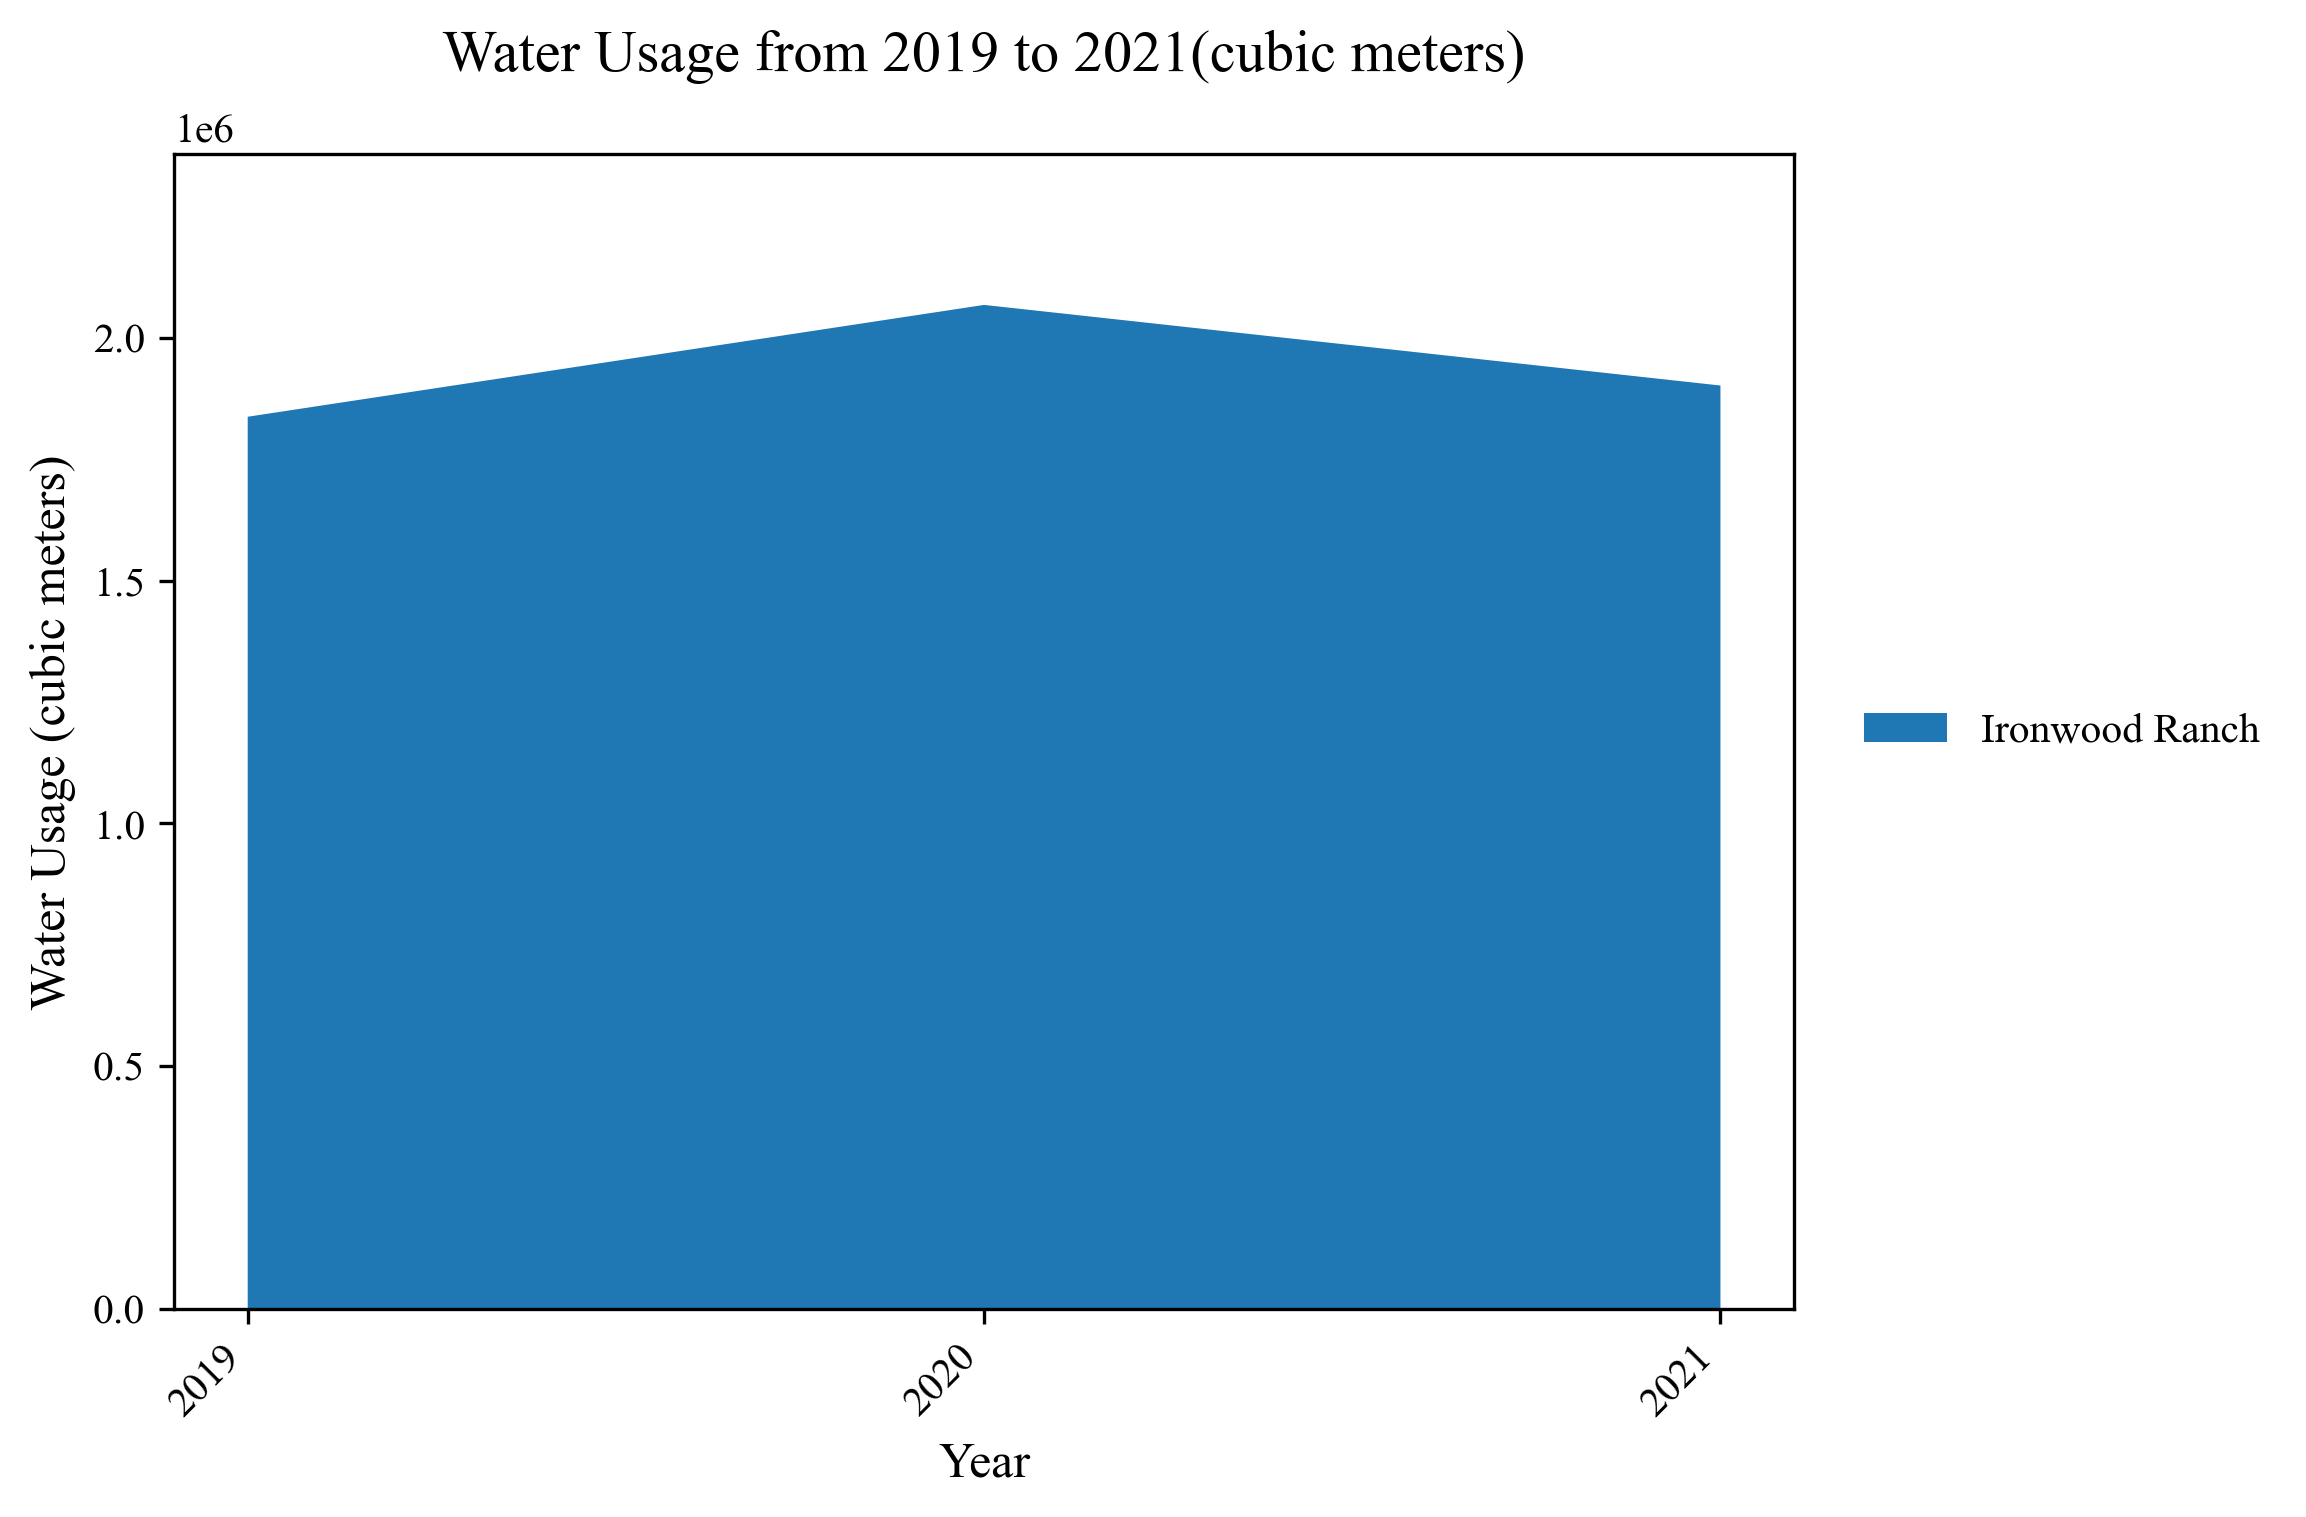 Water Usage from 2019 to 2021(cubic meters)
1e6
2.0
1.5
1.0
0.5
0.0
Water Usage (cubic meters)
2019
2020
2021
Year
Ironwood Ranch